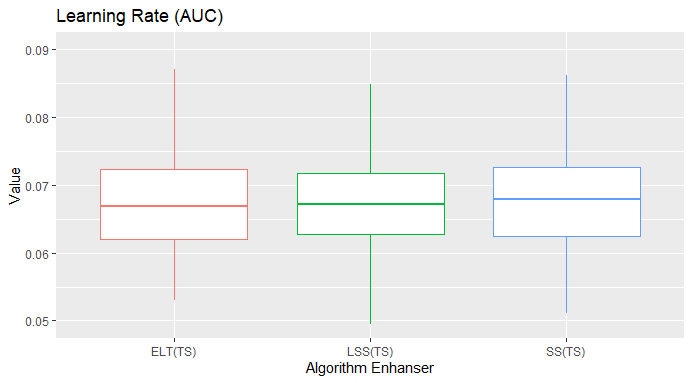 Learning Rate (AUC)
0.09
0.08
0.07
0.06
0.05
Value
ELT(TS) LSS(TS) SS(TS)
Algorithm Enhanser